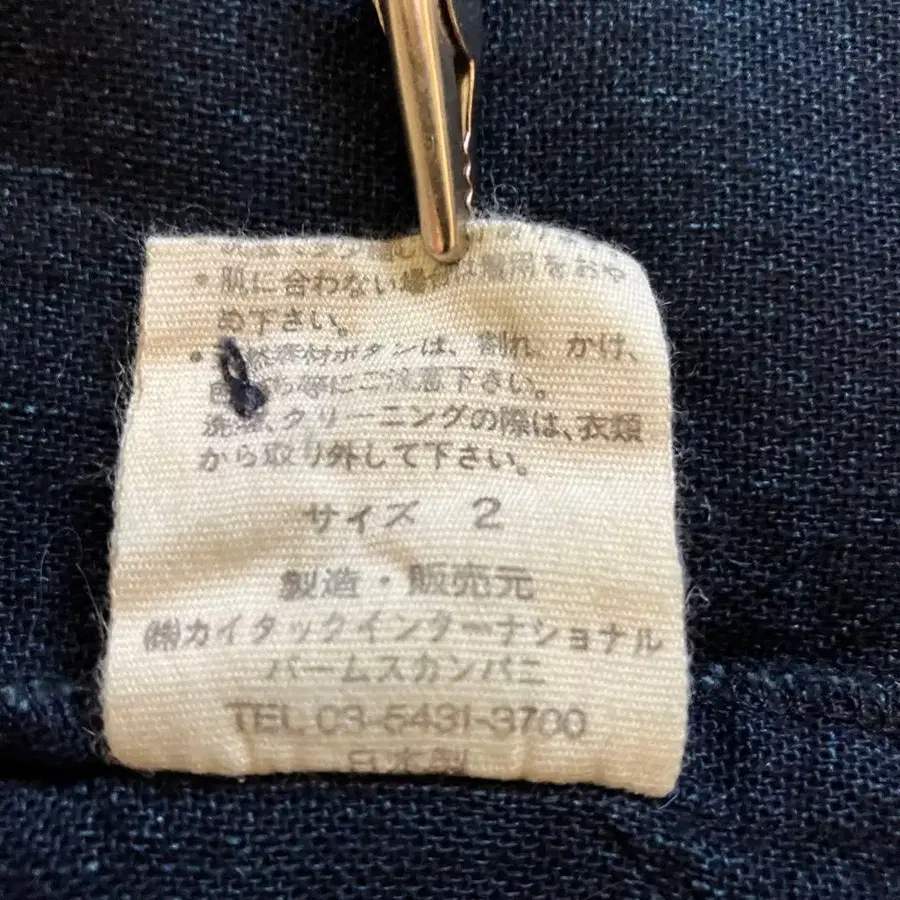 ・肌に合わない場合は着用をおや
め下さい。
・天然素材ボタンは、割れ、かけ、
等にご注意下さい。
洗濯、クリーニングの際は、衣類
から取り外して下さい。
サイズ 2
製造・販売元
㈱カイタックインターナショナル
バームスカンパニ
TEL 03-5431-3700
日本製